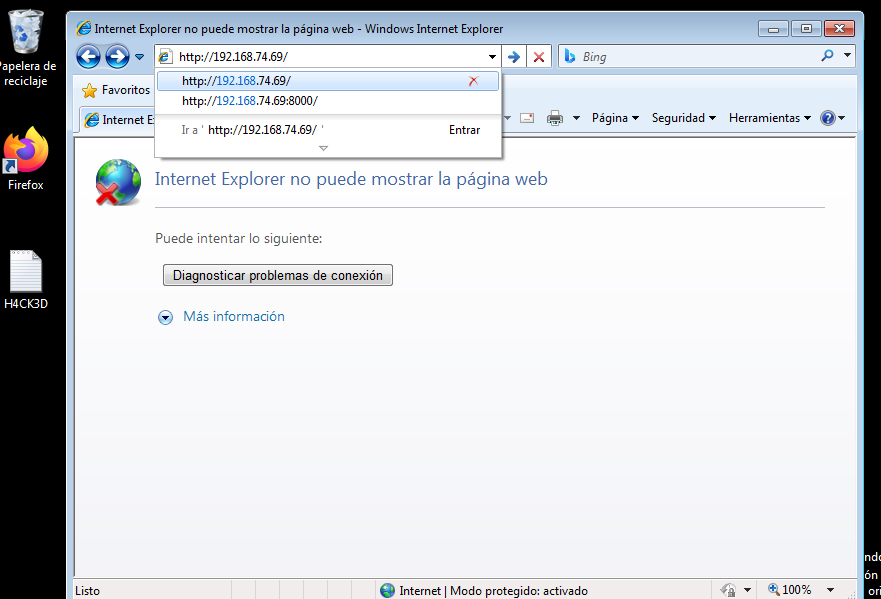 Papelera de
reciclaje
Firefox
H4CK3D
Internet Explorer no puede mostrar la página web - Windows Internet Explorer
http://192.168.74.69/
Bing
Favoritos
http://192.168.74.69/
http://192.168.74.69:8000/
Ir a ' http://192.168.74.69/ '
Entrar
Internet E
Página
Seguridad
Herramientas
Internet Explorer no puede mostrar la página web
Puede intentar lo siguiente:
Diagnosticar problemas de conexión
Más información
Listo
Internet | Modo protegido: activado
100%
ndo
ón
ori